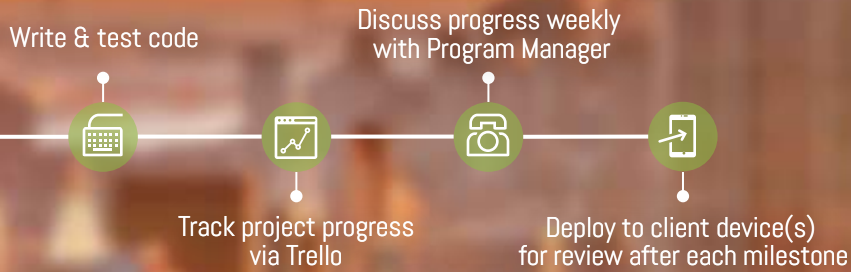 Write & test code
Track project progress
via Trello
Discuss progress weekly
with Program Manager
Deploy to client device(s)
for review after each milestone